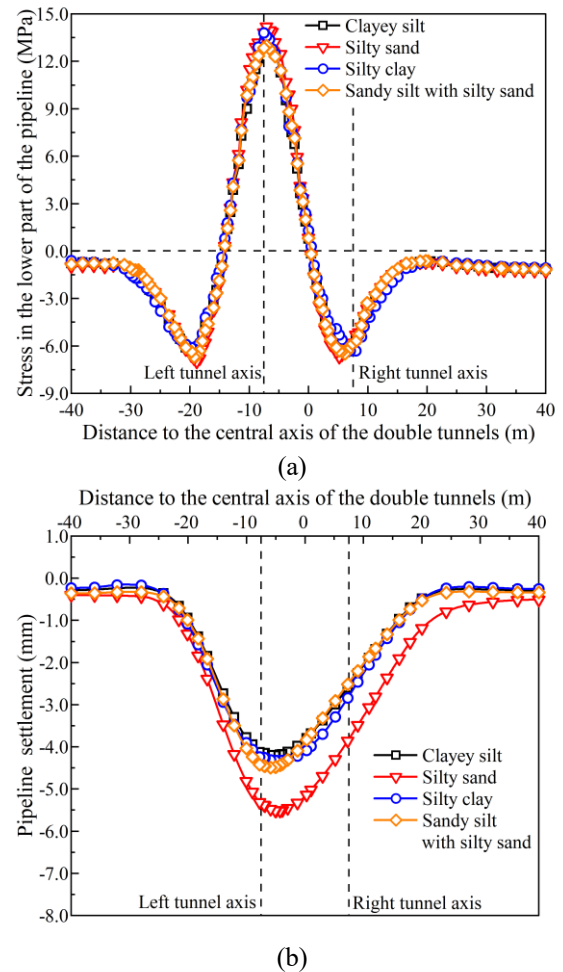 Stress in the lower part of the pipeline (MPa)
15.0
12.0
9.0
6.0
3.0
0.0
-3.0
-6.0
-9.0
Clayey silt
Silty sand
Silty clay
Sandy silt with silty sand
Left tunnel axis
Right tunnel axis
-40 -30 -20 -10 0 10 20 30 40
Distance to the central axis of the double tunnels (m)
(a)
Distance to the central axis of the double tunnels (m)
-40 -30 -20 -10 0 10 20 30 40
Pipeline settlement (mm)
1.0
0.0
-1.0
-2.0
-3.0
-4.0
-5.0
-6.0
-7.0
-8.0
Clayey silt
Silty sand
Silty clay
Sandy silt
with silty sand
Left tunnel axis
Right tunnel axis
(b)